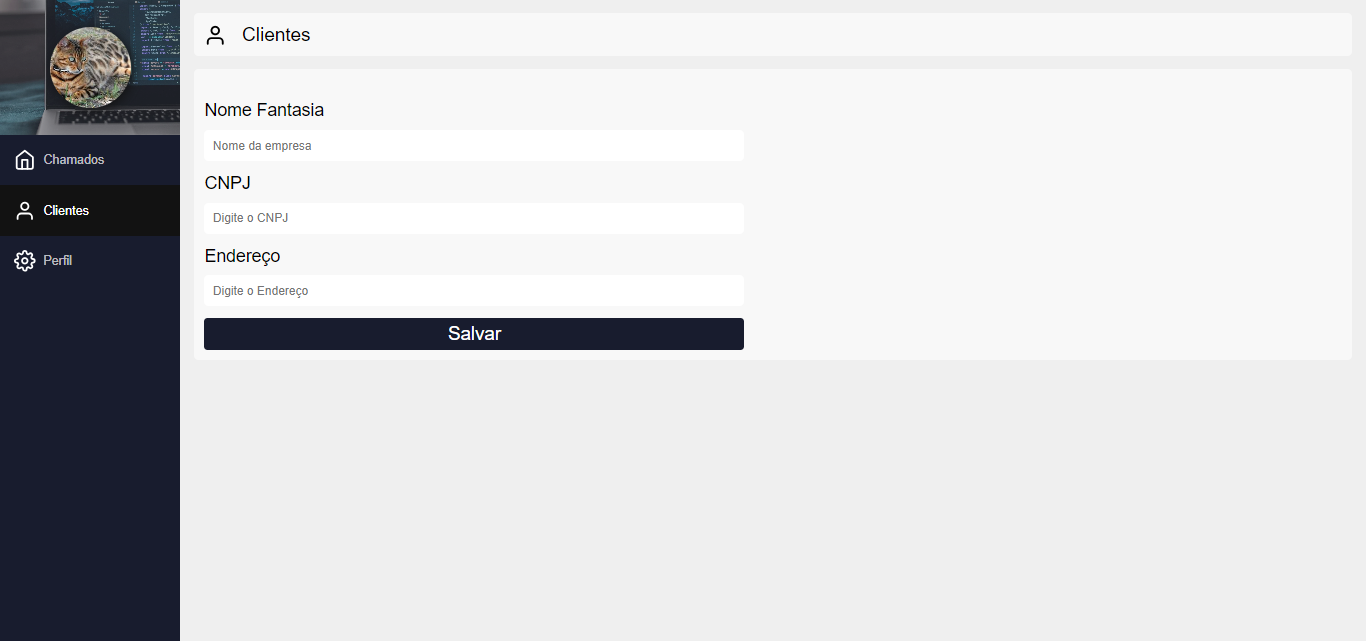 Clientes
Chamados
Clientes
Perfil
Nome Fantasia
Nome da empresa
CNPJ
Digite o CNPJ
Endereço
Digite o Endereço
Salvar